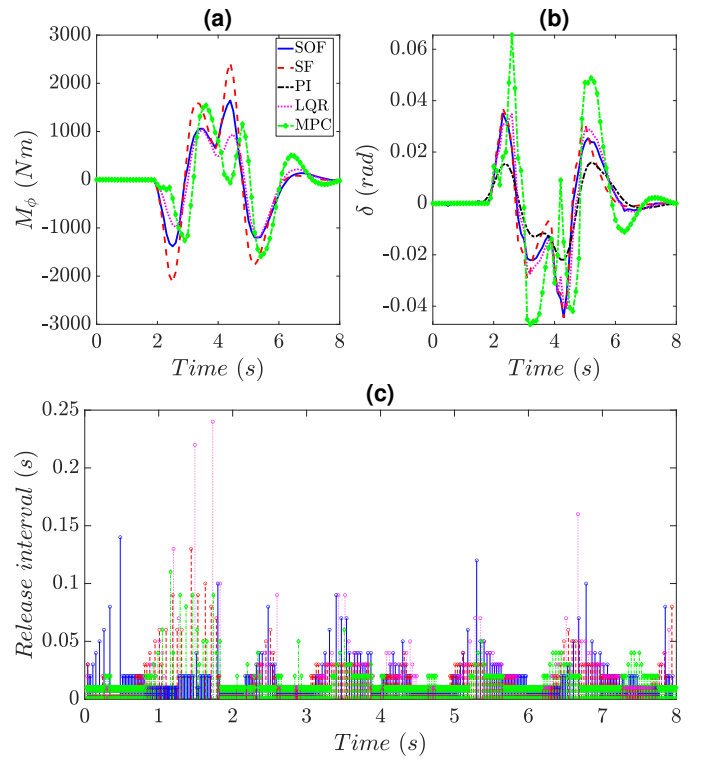 (a)
3000
2000
1000
0
-1000
-2000
-3000
M_ϕ (Nm)
SOF
SF
PI
LQR
MPC
0 2 4 6 8
Time (s)
(b)
0.06
0.04
0.02
0
-0.02
-0.04
δ (rad)
0 2 4 6 8
Time (s)
(c)
0.25
0.2
0.15
0.1
0.05
0
Release interval (s)
0 1 2 3 4 5 6 7 8
Time (s)